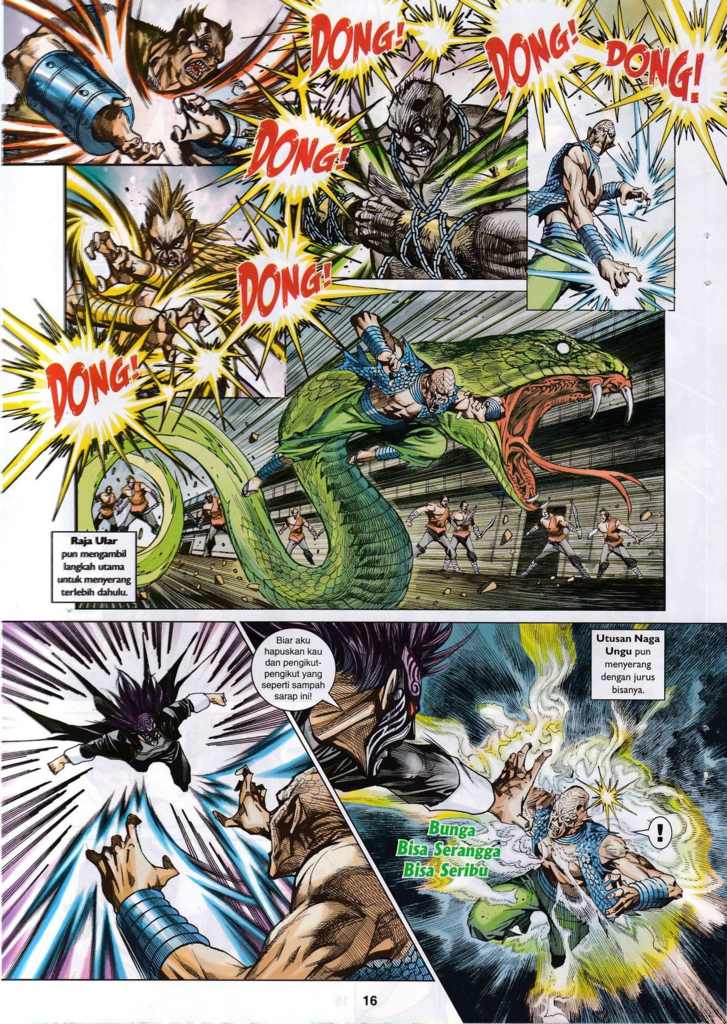 DONG!
DONG!
DONG!
DONG!
DONG!
DONG!
Raja Ular
pun mengambil
langkah utama
untuk menyerang
terlebih dahulu.
Biar aku
hapuskan kau
dan pengikut-
pengikut yang
seperti sampah
sarap ini!
Utusan Naga
Ungu pun
menyerang
dengan jurus
bisanya.
Bunga
Bisa Serangga
Bisa Seribu
!
16